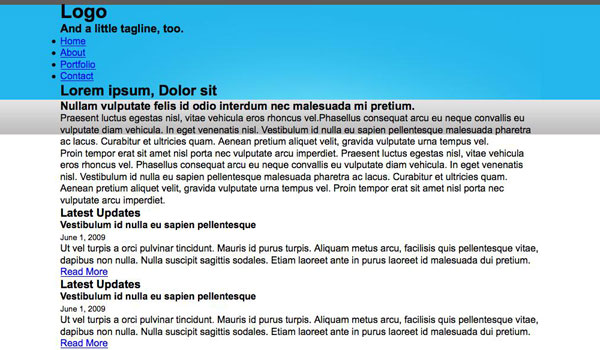 Logo
And a little tagline, too.
Home
About
Portfolio
Contact
Lorem ipsum, Dolor sit
Nullam vulputate felis id odio interdum nec malesuada mi pretium.
Praesent luctus egestas nisl, vitae vehicula eros rhoncus vel.Phasellus consequat arcu eu neque convallis eu
vulputate diam vehicula. In eget venenatis nisl. Vestibulum id nulla eu sapien pellentesque malesuada pharetra
ac lacus. Curabitur et ultricies quam. Aenean pretium aliquet velit, gravida vulputate urna tempus vel.
Proin tempor erat sit amet nisl porta nec vulputate arcu imperdiet. Praesent luctus egestas nisl, vitae vehicula
eros rhoncus vel. Phasellus consequat arcu eu neque convallis eu vulputate diam vehicula. In eget venenatis
nisl. Vestibulum id nulla eu sapien pellentesque malesuada pharetra ac lacus. Curabitur et ultricies quam.
Aenean pretium aliquet velit, gravida vulputate urna tempus vel. Proin tempor erat sit amet nisl porta nec
vulputate arcu imperdiet.
Latest Updates
Vestibulum id nulla eu sapien pellentesque
June 1, 2009
Ut vel turpis a orci pulvinar tincidunt. Mauris id purus turpis. Aliquam metus arcu, facilisis quis pellentesque vitae,
dapibus non nulla. Nulla suscipit sagittis sodales. Etiam laoreet ante in purus laoreet id malesuada dui pretium.
Read More
Latest Updates
Vestibulum id nulla eu sapien pellentesque
June 1, 2009
Ut vel turpis a orci pulvinar tincidunt. Mauris id purus turpis. Aliquam metus arcu, facilisis quis pellentesque vitae,
dapibus non nulla. Nulla suscipit sagittis sodales. Etiam laoreet ante in purus laoreet id malesuada dui pretium.
Read More